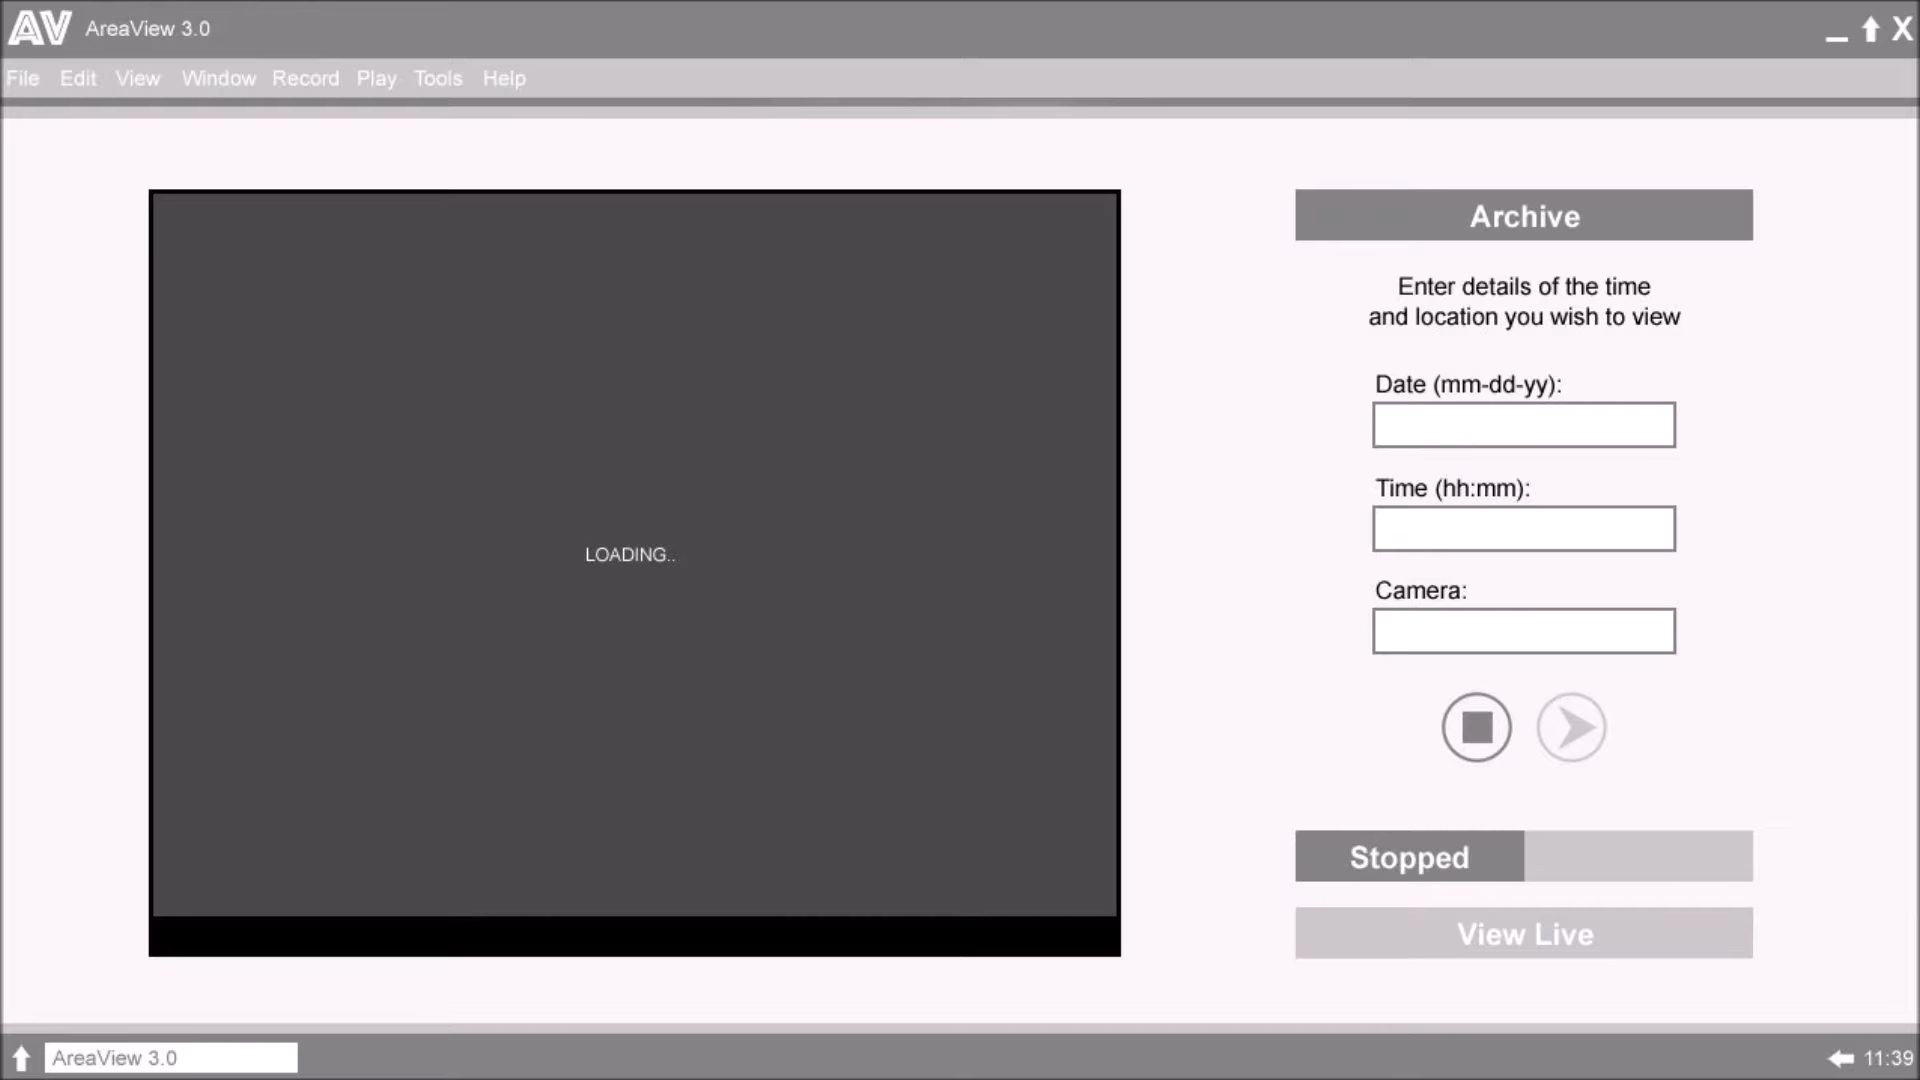 AV AreaView 3.0
X
File Edit View Window Record Play Tools Help
Archive
Enter details of the time
and location you wish to view
Date (mm-dd-yy):
Time (hh:mm):
Camera:
LOADING..
Stopped
View Live
AreaView 3.0
11:39